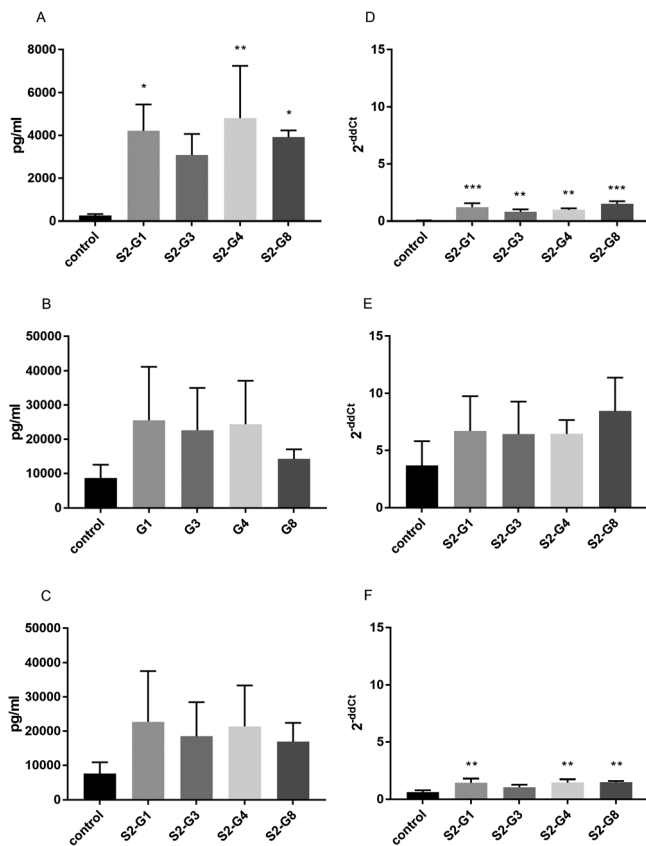 A
pg/ml
8000
6000
4000
2000
0
*
**
*
control
S2-G1
S2-G3
S2-G4
S2-G8
D
2-ddCt
15
10
5
0
***
**
**
***
control
S2-G1
S2-G3
S2-G4
S2-G8
B
pg/ml
50000
40000
30000
20000
10000
0
control
G1
G3
G4
G8
E
2-ddCt
15
10
5
0
control
S2-G1
S2-G3
S2-G4
S2-G8
C
pg/ml
50000
40000
30000
20000
10000
0
control
S2-G1
S2-G3
S2-G4
S2-G8
F
2-ddCt
15
10
5
0
**
**
**
control
S2-G1
S2-G3
S2-G4
S2-G8